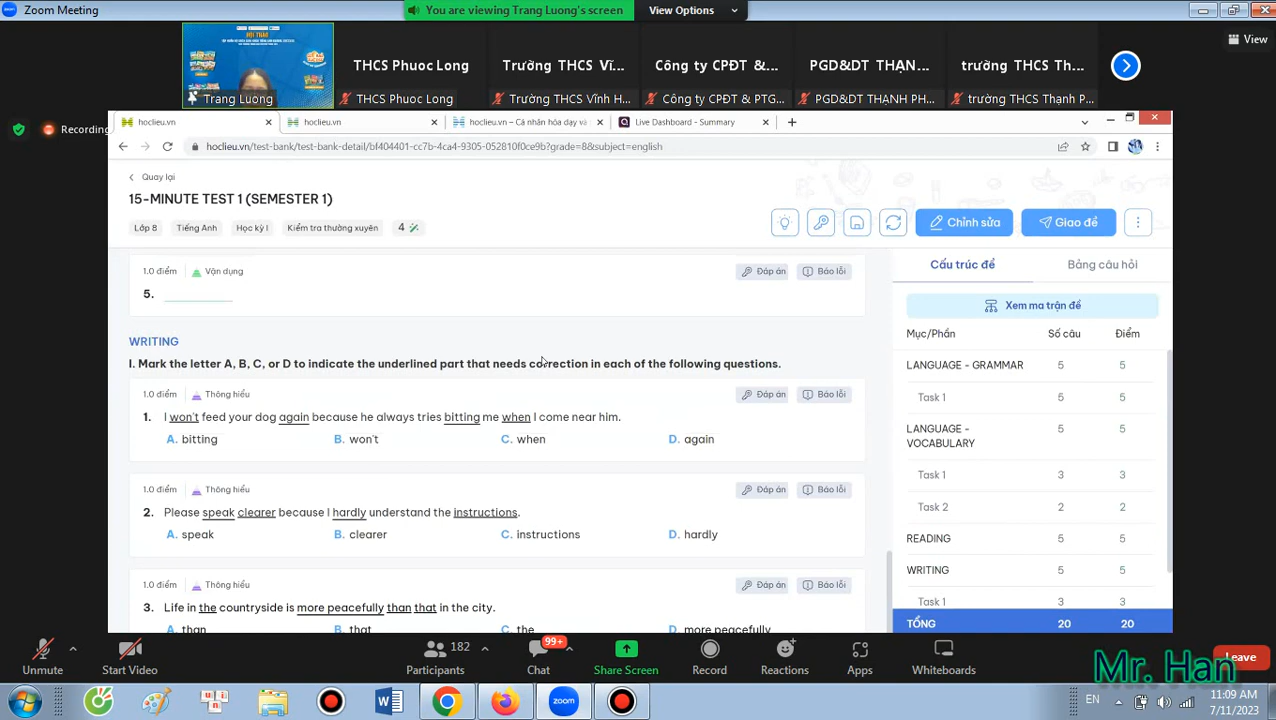 Zoom Meeting
You are viewing Trang Luong's screen
View Options
View
Recording
HỘI THẢO
Trang Luong
THCS Phuoc Long
THCS Phuoc Long
Trường THCS Vĩ...
Trường THCS Vĩnh H...
Công ty CPĐT &...
Công ty CPĐT & PTG...
PGD&DT THẠN...
PGD&DT THẠNH PH...
trường THCS Th...
trường THCS Thạnh P...
hoclieu.vn
hoclieu.vn
hoclieu.vn – Cá nhân hóa dạy và
Live Dashboard - Summary
hoclieu.vn/test-bank/test-bank-detail/bf404401-cc7b-4ca4-9305-052810f0ce9b?grade=8&subject=english
Quay lại
15-MINUTE TEST 1 (SEMESTER 1)
Lớp 8
Tiếng Anh
Học kỳ I
Kiểm tra thường xuyên
4
Chỉnh sửa
Giao đề
1.0 điểm
Vận dụng
Đáp án
Báo lỗi
5.
WRITING
I. Mark the letter A, B, C, or D to indicate the underlined part that needs correction in each of the following questions.
1.0 điểm
Thông hiểu
Đáp án
Báo lỗi
1. I won't feed your dog again because he always tries bitting me when I come near him.
A. bitting
B. won't
C. when
D. again
1.0 điểm
Thông hiểu
Đáp án
Báo lỗi
2. Please speak clearer because I hardly understand the instructions.
A. speak
B. clearer
C. instructions
D. hardly
1.0 điểm
Thông hiểu
Đáp án
Báo lỗi
3. Life in the countryside is more peacefully than that in the city.
A. than
B. that
C. the
D. more peacefully
Cấu trúc đề
Bảng câu hỏi
Xem ma trận đề
Mục/Phần Số câu Điểm
LANGUAGE - GRAMMAR 5 5
Task 1 5 5
LANGUAGE - VOCABULARY 5 5
Task 1 3 3
Task 2 2 2
READING 5 5
WRITING 5 5
Task 1 3 3
TỔNG 20 20
Unmute
Start Video
182
Participants
99+
Chat
Share Screen
Record
Reactions
Apps
Whiteboards
Leave
Mr. Han
EN
11:09 AM
7/11/2023